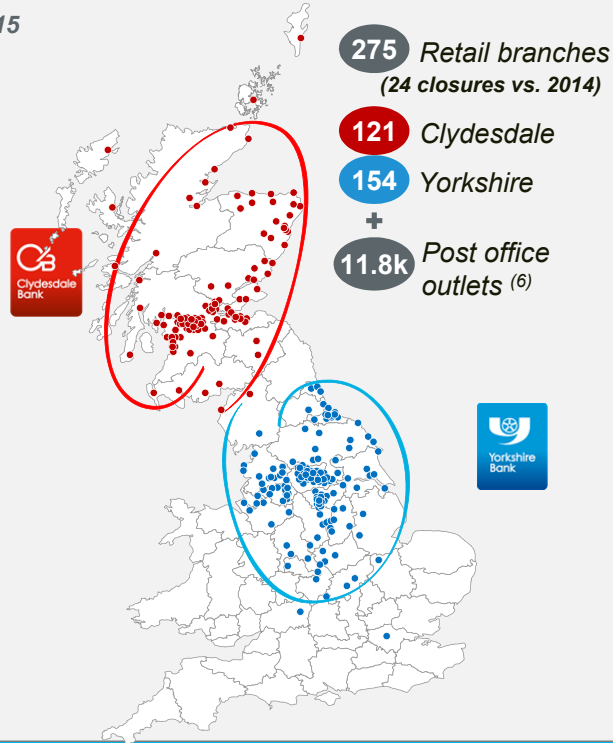 15
275 Retail branches
(24 closures vs. 2014)
121 Clydesdale
154 Yorkshire
+
11.8k Post office
outlets (6)
CB
Clydesdale
Bank
Yorkshire
Bank